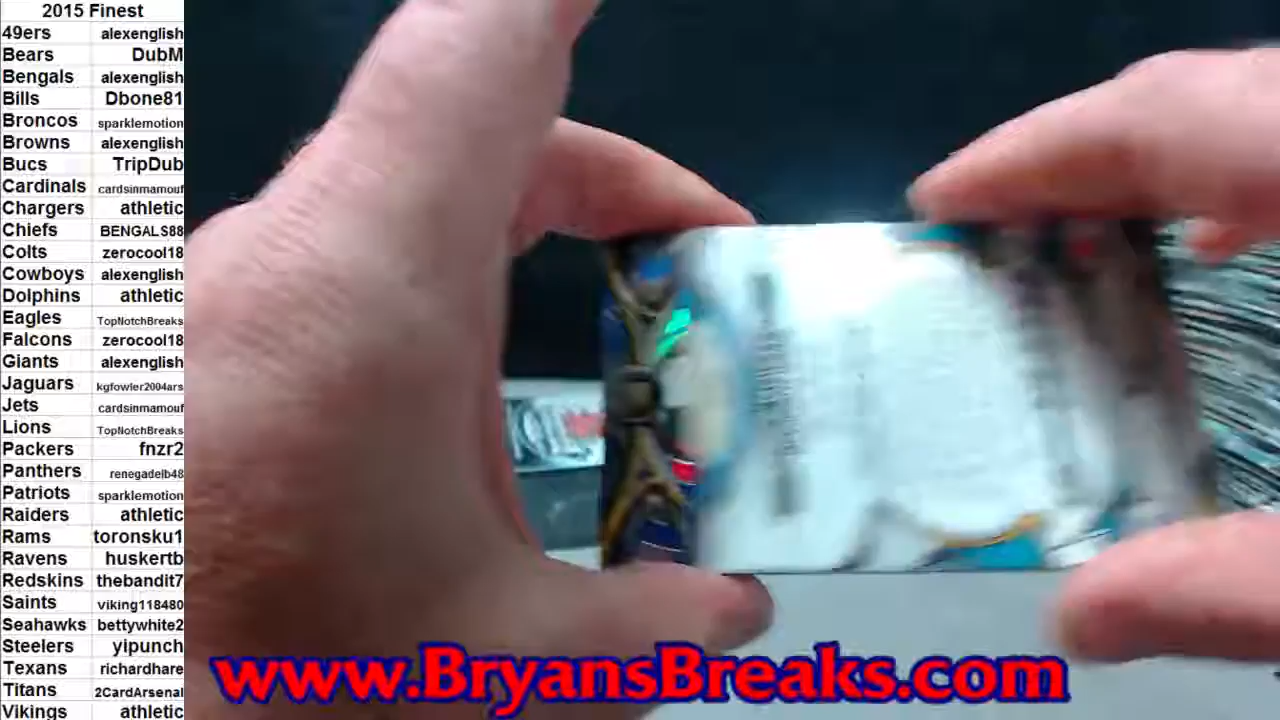 2015 Finest
49ers alexenglish
Bears DubM
Bengals alexenglish
Bills Dbone81
Broncos sparklemotion
Browns alexenglish
Bucs TripDub
Cardinals cardsinmamouf
Chargers athletic
Chiefs BENGALS88
Colts zerocool18
Cowboys alexenglish
Dolphins athletic
Eagles TopNotchBreaks
Falcons zerocool18
Giants alexenglish
Jaguars kgfowler2004ars
Jets cardsinmamouf
Lions TopNotchBreaks
Packers fnzr2
Panthers renegadelb48
Patriots sparklemotion
Raiders athletic
Rams toronsku1
Ravens huskertb
Redskins thebandit7
Saints viking118480
Seahawks bettywhite2
Steelers yipunch
Texans richardhare
Titans 2CardArsenal
Vikings athletic
www.BryansBreaks.com